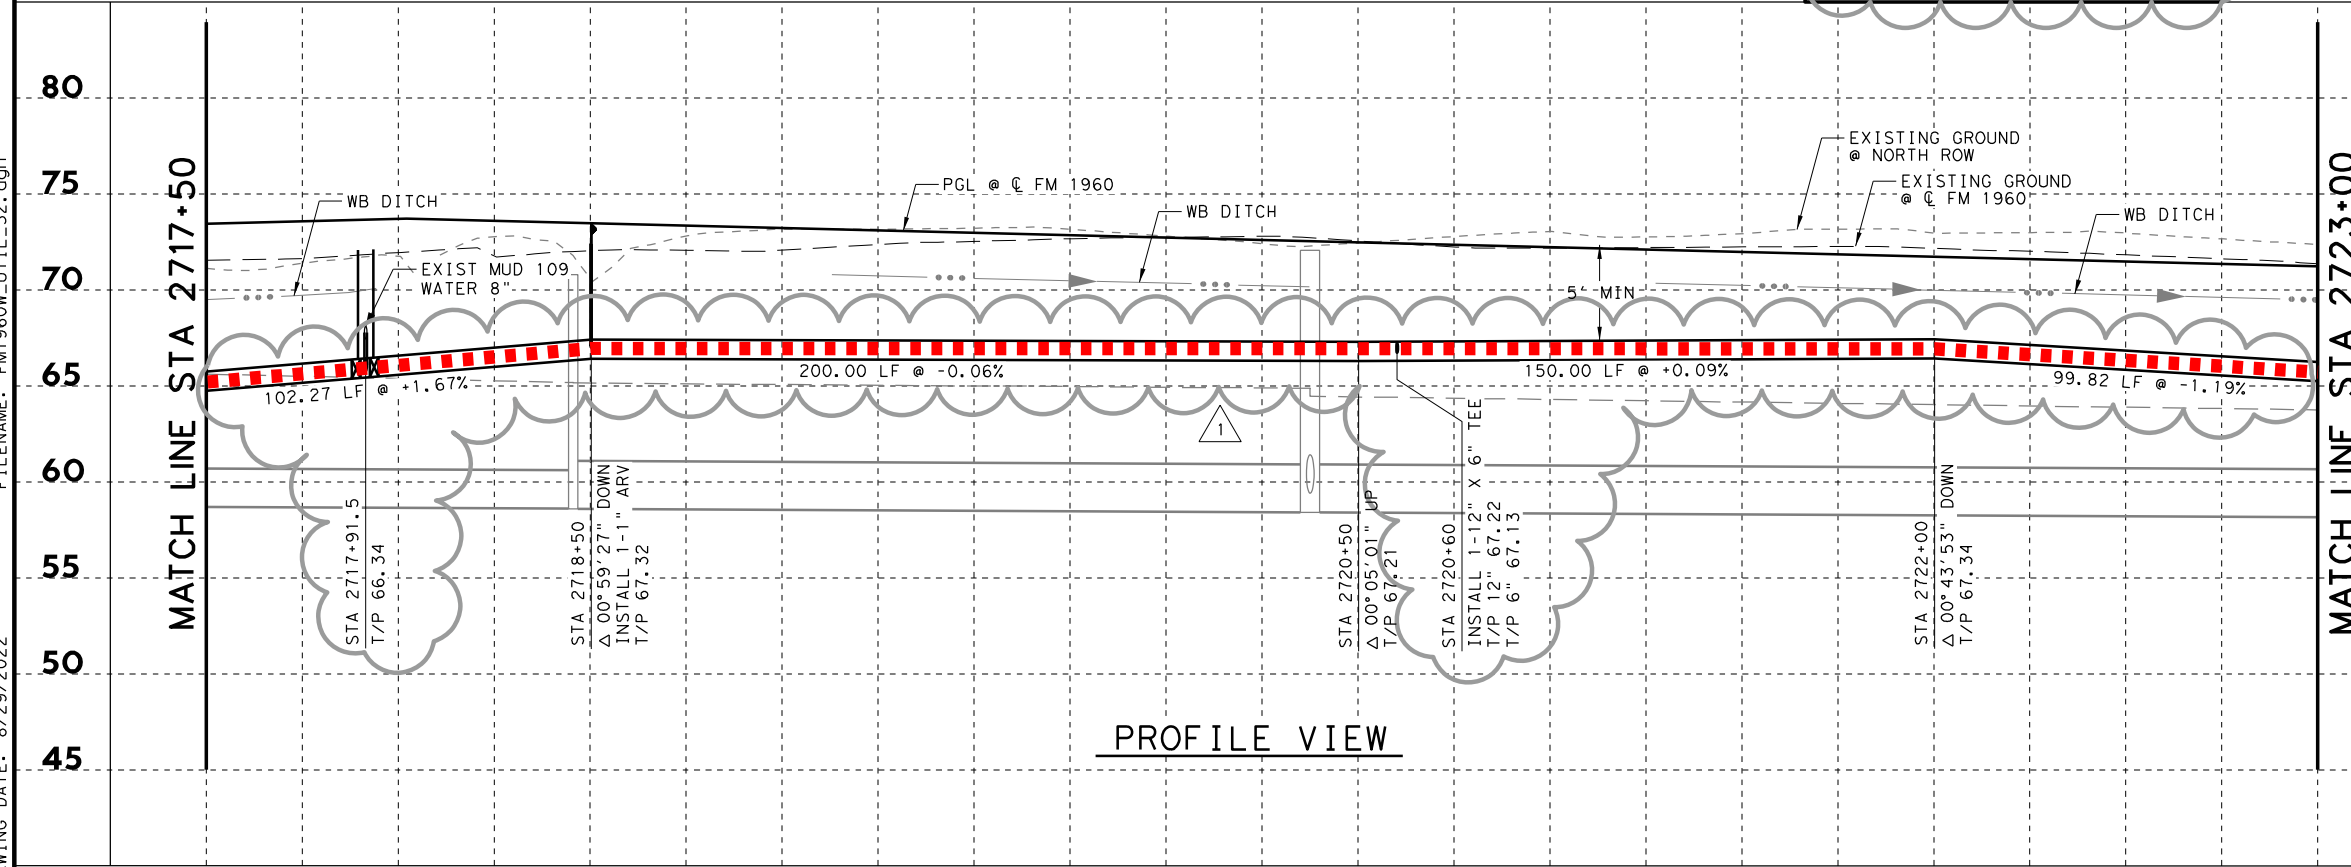 80
75
70
65
60
55
50
45
MATCH LINE STA 2717+50
WB DITCH
EXIST MUD 109
WATER 8"
PGL @ ℄ FM 1960
WB DITCH
5' MIN
EXISTING GROUND
@ NORTH ROW
EXISTING GROUND
@ ℄ FM 1960
WB DITCH
MATCH LINE STA 2723+00
102.27 LF @ +1.67%
200.00 LF @ -0.06%
150.00 LF @ +0.09%
99.82 LF @ -1.19%
1
STA 2717+91.5
T/P 66.34
STA 2718+50
Δ 00°59'27" DOWN
INSTALL 1-1" ARV
T/P 67.32
STA 2720+50
Δ 00°05'01" UP
T/P 67.21
STA 2720+60
INSTALL 1-12" X 6" TEE
T/P 12" 67.22
T/P 6" 67.13
STA 2722+00
Δ 00°43'53" DOWN
T/P 67.34
PROFILE VIEW